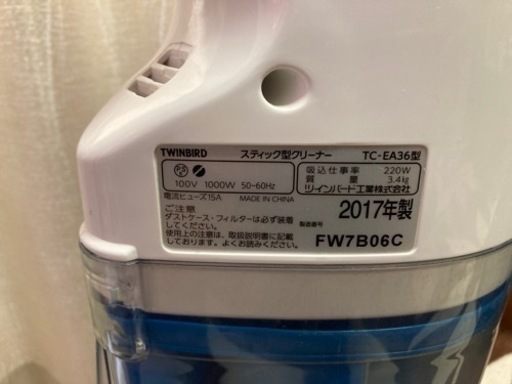 TWINBIRD スティック型クリーナー TC-EA36型
100V 1000W 50-60Hz
電流ヒューズ15A MADE IN CHINA
吸込仕事率 220W
質量 3.4kg
ツインバード工業株式会社
ご注意
ダストケース・フィルターは必ず装着
してください。
使用上の注意は、取扱説明書に記載
しております。よくお読みください。
2017年製
製造番号
FW7B06C